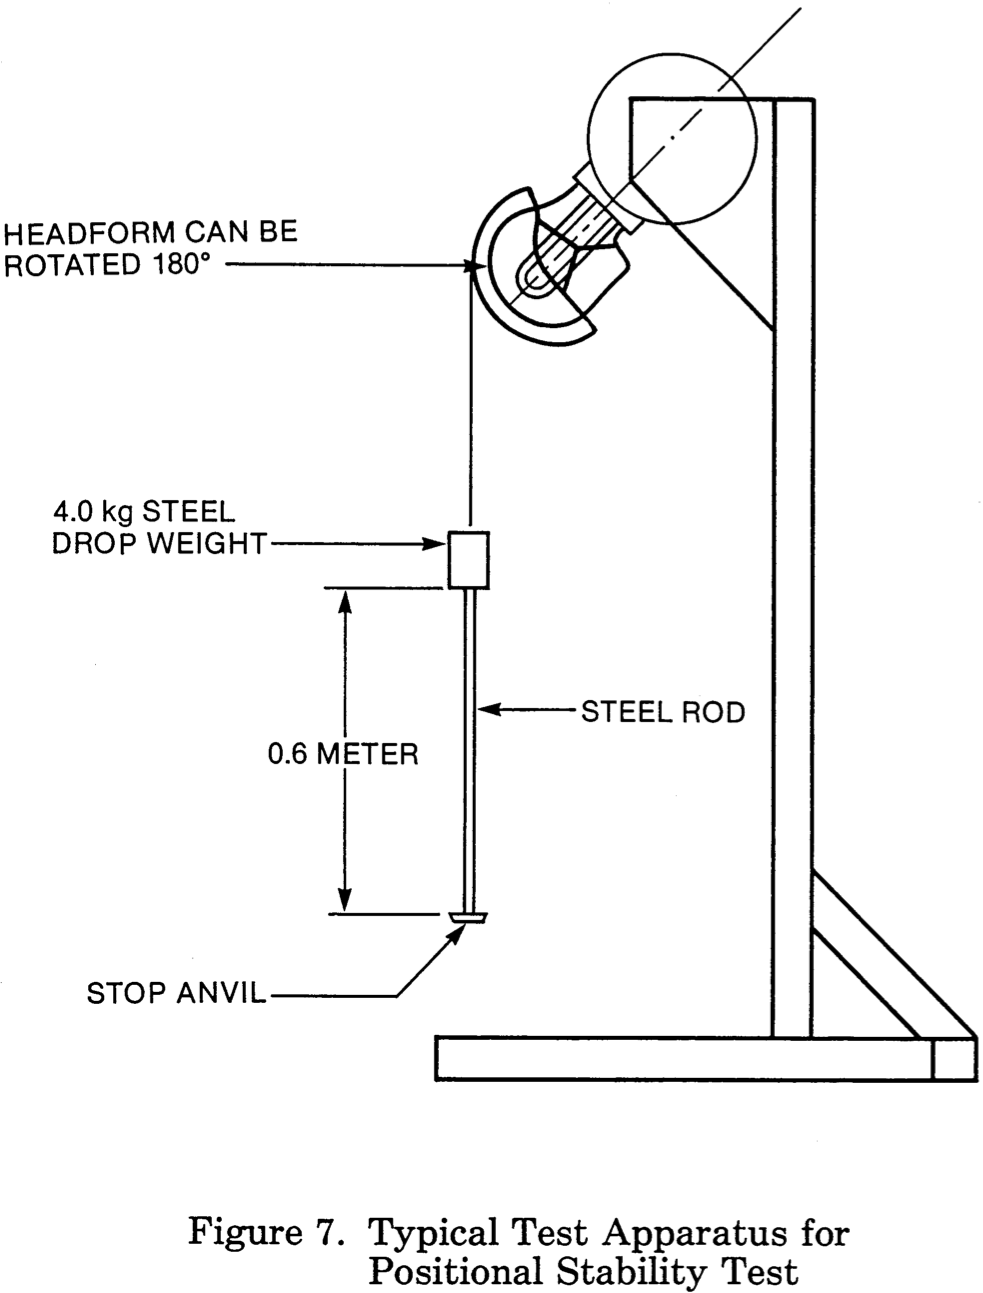 HEADFORM CAN BE
ROTATED 180°
4.0 kg STEEL
DROP WEIGHT
STEEL ROD
0.6 METER
STOP ANVIL
Figure 7. Typical Test Apparatus for
Positional Stability Test